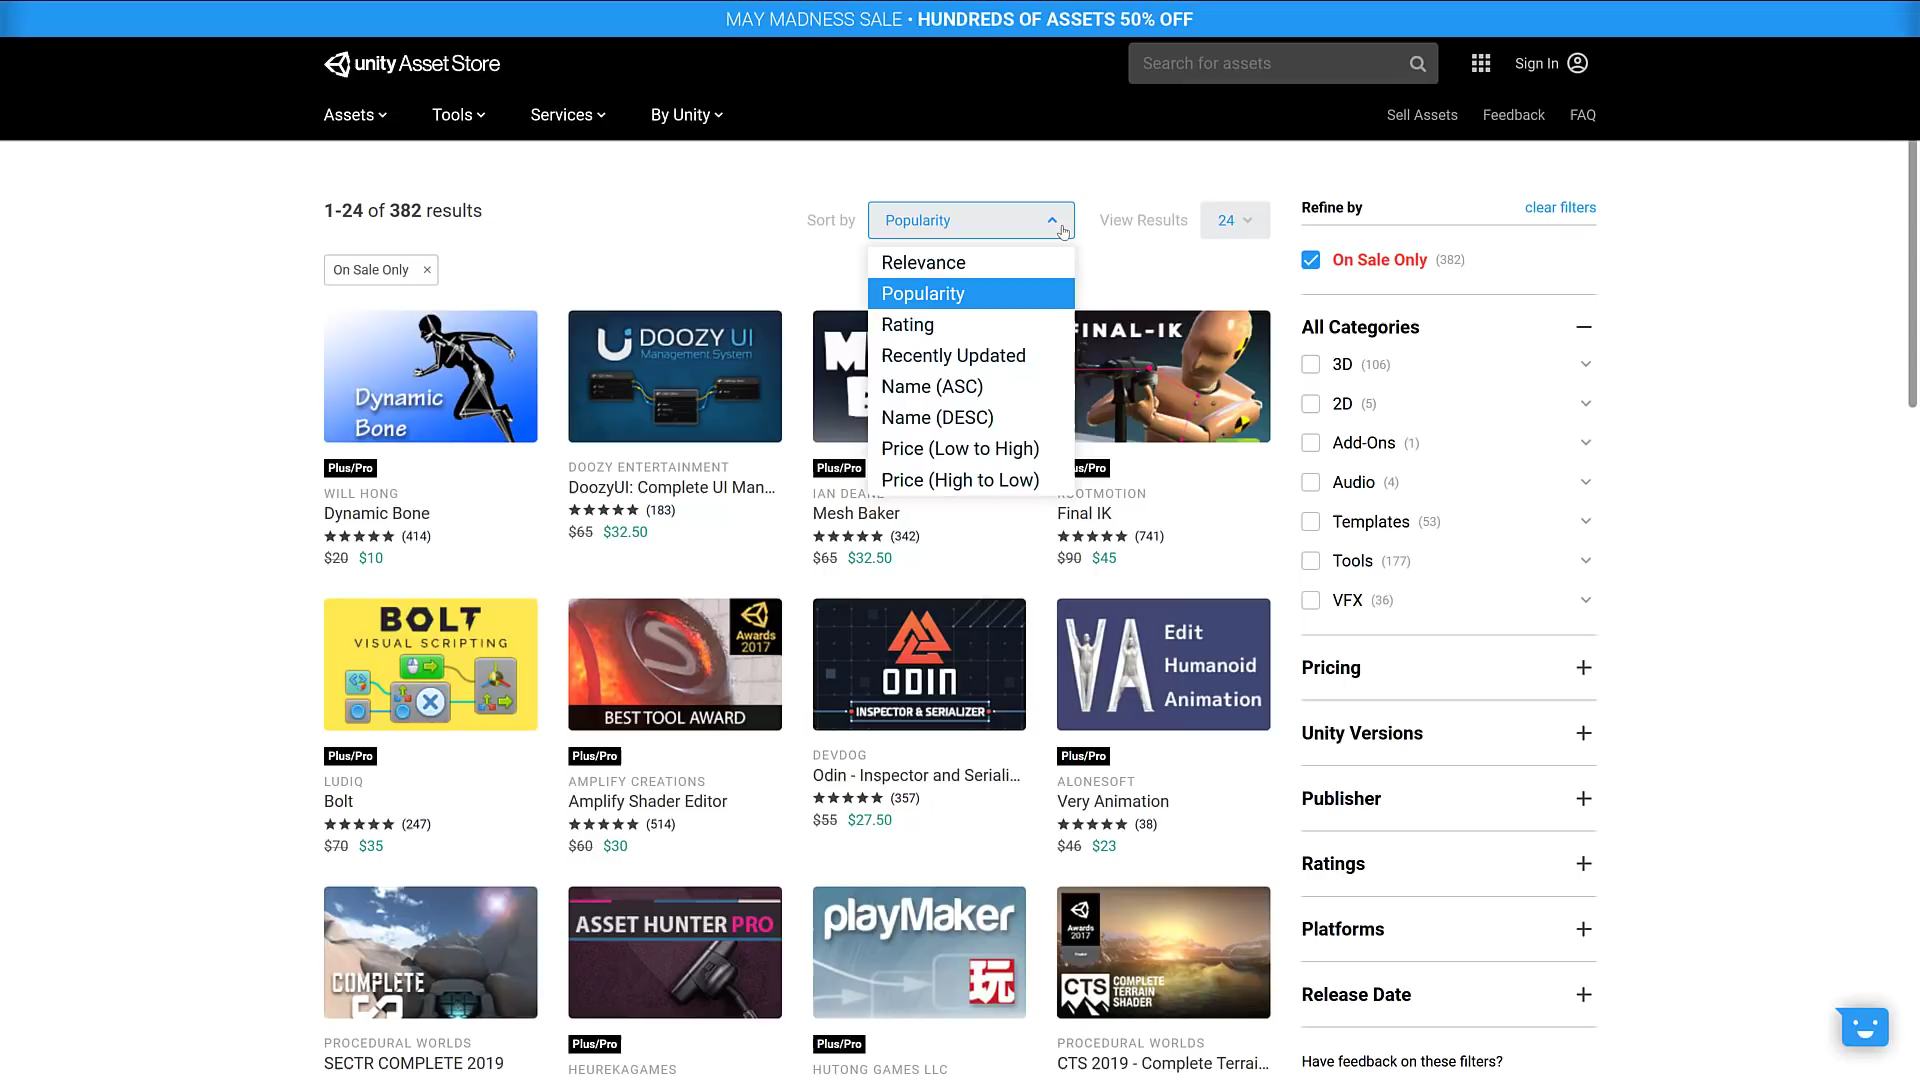 MAY MADNESS SALE • HUNDREDS OF ASSETS 50% OFF
unity Asset Store
Search for assets
Sign In
Assets
Tools
Services
By Unity
Sell Assets
Feedback
FAQ
1-24 of 382 results
Sort by
Popularity
View Results
24
Refine by
clear filters
On Sale Only ×
Relevance
Popularity
Rating
Recently Updated
Name (ASC)
Name (DESC)
Price (Low to High)
Price (High to Low)
On Sale Only (382)
All Categories
3D (106)
2D (5)
Add-Ons (1)
Audio (4)
Templates (53)
Tools (177)
VFX (36)
Pricing
Unity Versions
Publisher
Ratings
Platforms
Release Date
Have feedback on these filters?
Dynamic
Bone
Plus/Pro
WILL HONG
Dynamic Bone
(414)
$20 $10
DOOZY UI
Management System
DOOZY ENTERTAINMENT
DoozyUI: Complete UI Man...
(183)
$65 $32.50
Plus/Pro
IAN DEANE
Mesh Baker
(342)
$65 $32.50
FINAL-IK
Mesh Baker
Final IK
(741)
$90 $45
BOLT
VISUAL SCRIPTING
Plus/Pro
LUDIQ
Bolt
(247)
$70 $35
Awards
2017
BEST TOOL AWARD
Plus/Pro
AMPLIFY CREATIONS
Amplify Shader Editor
(514)
$60 $30
ODIN
INSPECTOR & SERIALIZER
DEVDOG
Odin - Inspector and Seriali...
(357)
$55 $27.50
VA
Edit
Humanoid
Animation
Plus/Pro
ALONESOFT
Very Animation
(38)
$46 $23
COMPLETE
PROCEDURAL WORLDS
SECTR COMPLETE 2019
ASSET HUNTER PRO
Plus/Pro
HEUREKAGAMES
playMaker
玩
Plus/Pro
HUTONG GAMES LLC
Awards
2017
CTS COMPLETE
TERRAIN
SHADER
PROCEDURAL WORLDS
CTS 2019 - Complete Terrai...